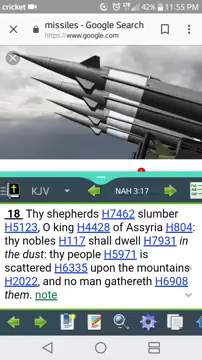 cricket 42% 11:55 PM
missiles - Google Search
https://www.google.com
KJV NAH 3:17
18 Thy shepherds H7462 slumber
H5123, O king H4428 of Assyria H804:
thy nobles H117 shall dwell H7931 in
the dust: thy people H5971 is
scattered H6335 upon the mountains
H2022, and no man gathereth H6908
them. note